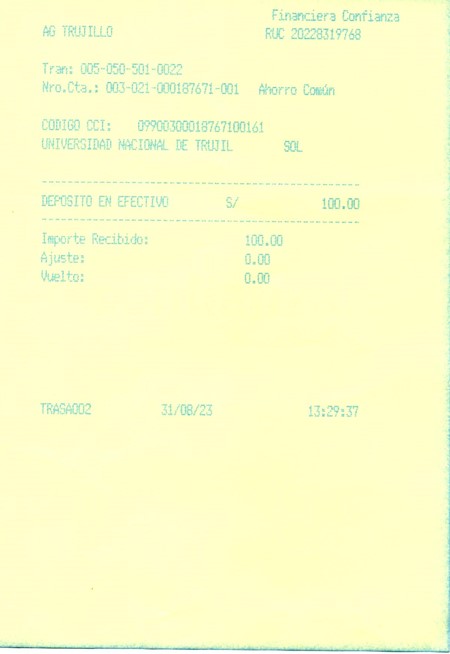 Financiera Confianza
AG TRUJILLO RUC 20228319768
Tran: 005-050-501-0022
Nro.Cta.: 003-021-000187671-001 Ahorro Común
CODIGO CCI: 09900300018767100161
UNIVERSIDAD NACIONAL DE TRUJIL SOL
DEPOSITO EN EFECTIVO S/ 100.00
Importe Recibido: 100.00
Ajuste: 0.00
Vuelto: 0.00
TRASA002 31/08/23 13:29:37